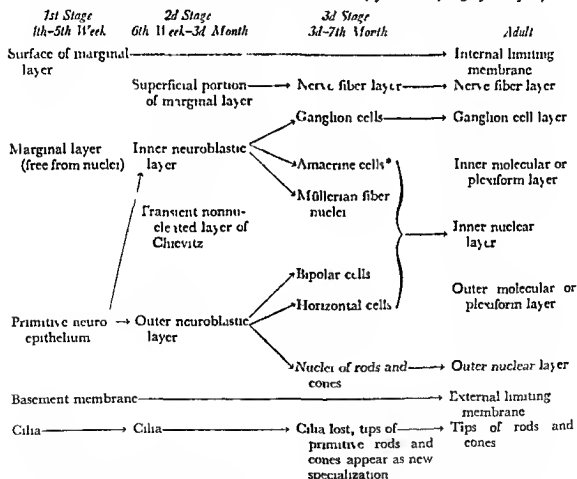 1st Stage 2d Stage 3d Stage
4th-5th Week 6th Week-3d Month 3d-7th Month Adult
Surface of marginal layer
Internal limiting membrane
Superficial portion of marginal layer
Nerve fiber layer
Nerve fiber layer
Ganglion cells
Ganglion cell layer
Marginal layer
(free from nuclei)
Inner neuroblastic
layer
Amacrine cells*
Inner molecular or
plexiform layer
Müllerian fiber
nuclei
Transient nonnu-
cleated layer of
Chievitz
Inner nuclear
layer
Bipolar cells
Horizontal cells
Outer molecular or
plexiform layer
Primitive neuro
epithelium
Outer neuroblastic
layer
Nuclei of rods and
cones
Outer nuclear layer
Basement membrane
External limiting
membrane
Cilia
Cilia
Cilia lost, tips of
primitive rods and
cones appear as new
specialization
Tips of rods and
cones